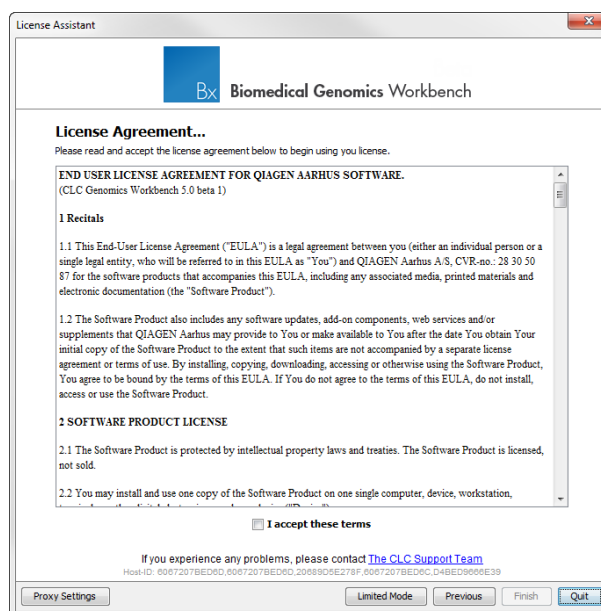 License Assistant
Bx Biomedical Genomics Workbench
License Agreement...
Please read and accept the license agreement below to begin using you license.
END USER LICENSE AGREEMENT FOR QIAGEN AARHUS SOFTWARE.
(CLC Genomics Workbench 5.0 beta 1)
1 Recitals
1.1 This End-User License Agreement ("EULA") is a legal agreement between you (either an individual person or a
single legal entity, who will be referred to in this EULA as "You") and QIAGEN Aarhus A/S, CVR-no.: 28 30 50
87 for the software products that accompanies this EULA, including any associated media, printed materials and
electronic documentation (the "Software Product").
1.2 The Software Product also includes any software updates, add-on components, web services and/or
supplements that QIAGEN Aarhus may provide to You or make available to You after the date You obtain Your
initial copy of the Software Product to the extent that such items are not accompanied by a separate license
agreement or terms of use. By installing, copying, downloading, accessing or otherwise using the Software Product,
You agree to be bound by the terms of this EULA. If You do not agree to the terms of this EULA, do not install,
access or use the Software Product.
2 SOFTWARE PRODUCT LICENSE
2.1 The Software Product is protected by intellectual property laws and treaties. The Software Product is licensed,
not sold.
2.2 You may install and use one copy of the Software Product on one single computer, device, workstation,
I accept these terms
If you experience any problems, please contact The CLC Support Team
Host-ID: 6067207BED6D,6067207BED6D,20689D5E278F,6067207BED6C,D4BED9666E39
Proxy Settings Limited Mode Previous Finish Quit